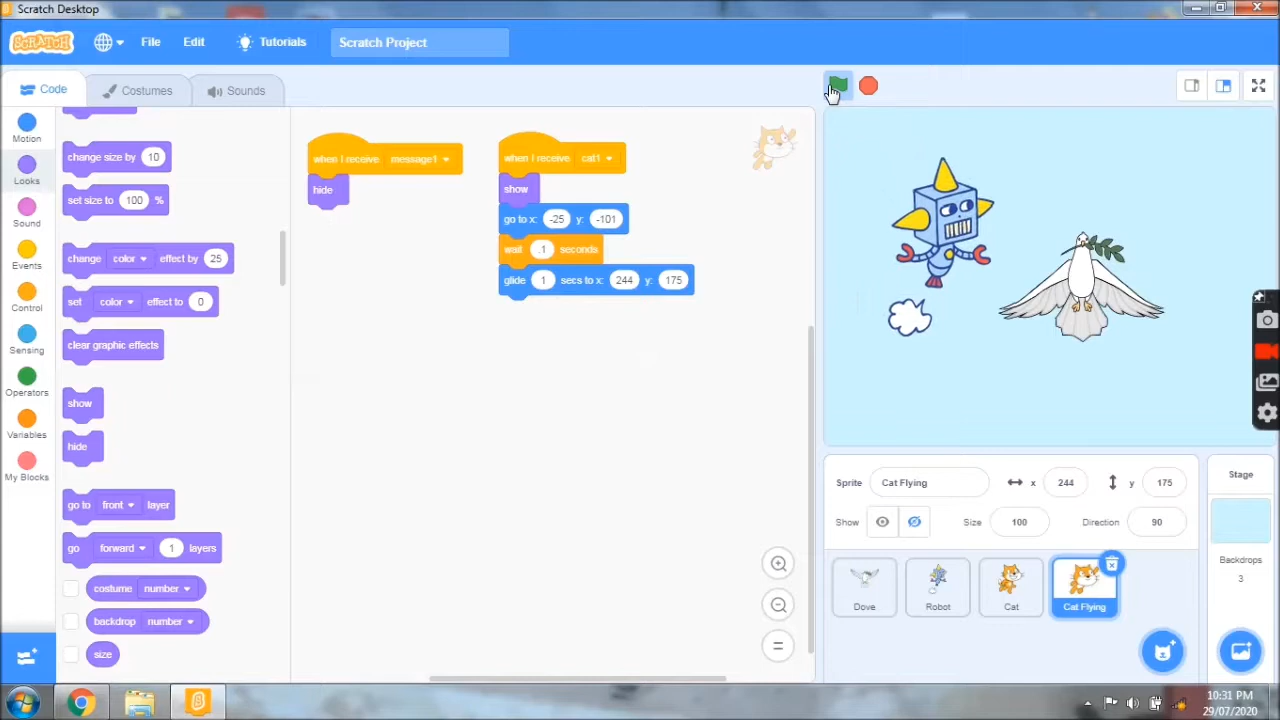 Scratch Desktop
SCRATCH File Edit Tutorials Scratch Project
Code Costumes Sounds
Motion
Looks
Sound
Events
Control
Sensing
Operators
Variables
My Blocks
change size by 10
set size to 100 %
change color effect by 25
set color effect to 0
clear graphic effects
show
hide
go to front layer
go forward 1 layers
costume number
backdrop number
size
when I receive message1
hide
when I receive cat1
show
go to x: -25 y: -101
wait .1 seconds
glide 1 secs to x: 244 y: 175
Sprite Cat Flying x 244 y 175
Show Size 100 Direction 90
Dove Robot Cat Cat Flying
Stage
Backdrops
3
10:31 PM
29/07/2020